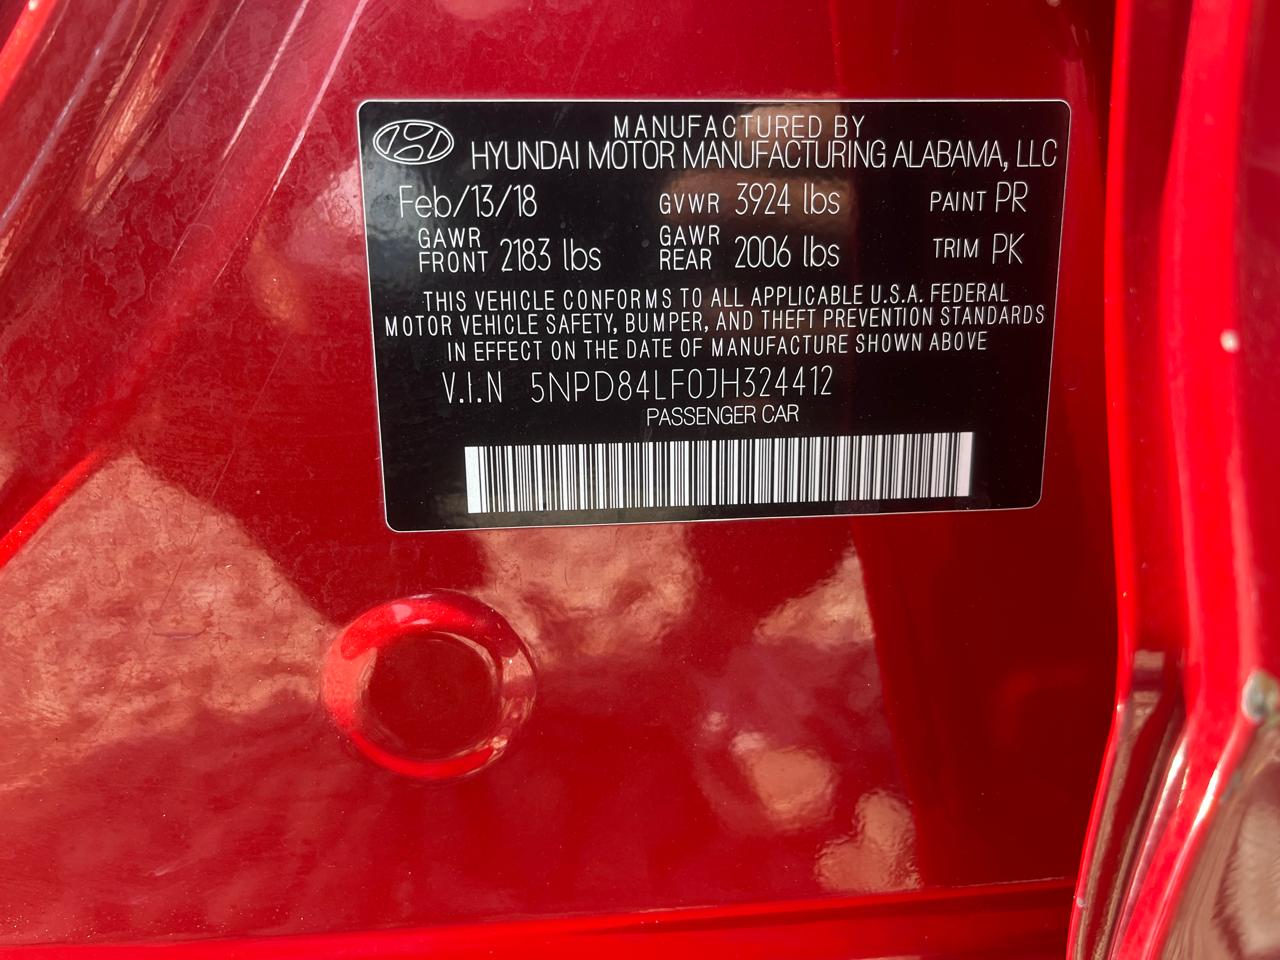 MANUFACTURED BY
HYUNDAI MOTOR MANUFACTURING ALABAMA, LLC
Feb/13/18 GVWR 3924 lbs PAINT PR
GAWR FRONT 2183 lbs GAWR REAR 2006 lbs TRIM PK
THIS VEHICLE CONFORMS TO ALL APPLICABLE U.S.A. FEDERAL
MOTOR VEHICLE SAFETY, BUMPER, AND THEFT PREVENTION STANDARDS
IN EFFECT ON THE DATE OF MANUFACTURE SHOWN ABOVE
V.I.N 5NPD84LF0JH324412
PASSENGER CAR